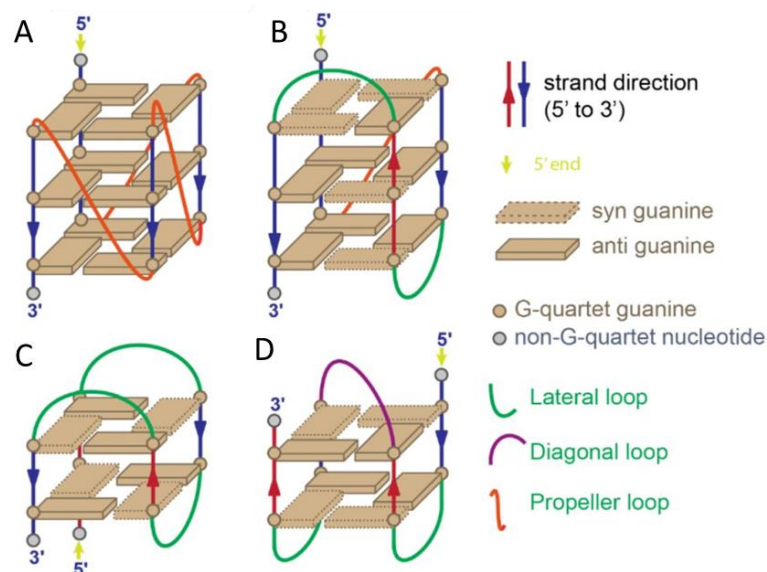 A
5'
3'
B
5'
3'
C
3'
5'
D
5'
3'
strand direction
(5' to 3')
5' end
syn guanine
anti guanine
G-quartet guanine
non-G-quartet nucleotide
Lateral loop
Diagonal loop
Propeller loop